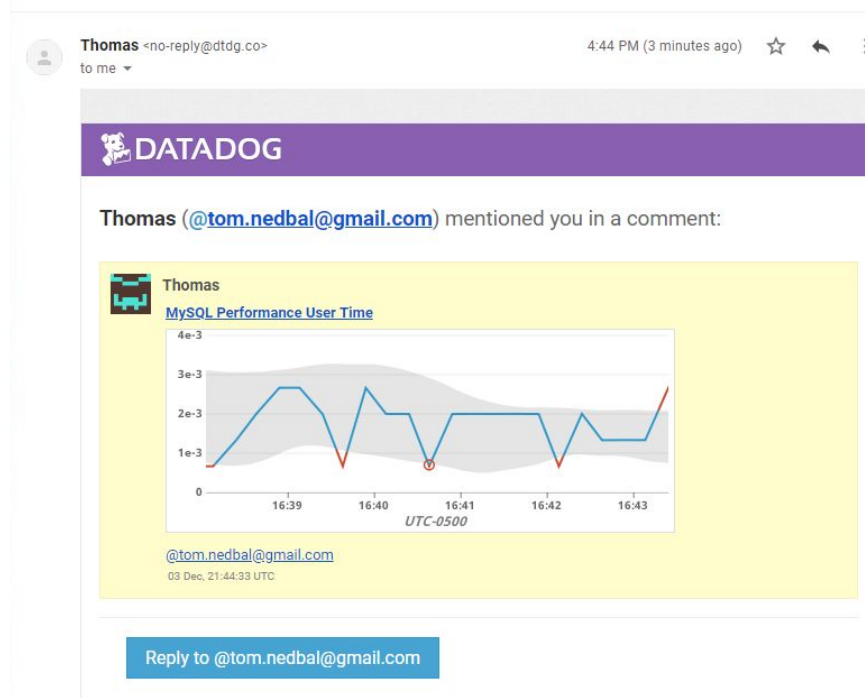 Thomas <no-reply@dtdg.co>
4:44 PM (3 minutes ago)
to me
DATADOG
Thomas (@tom.nedbal@gmail.com) mentioned you in a comment:
Thomas
MySQL Performance User Time
4e-3
3e-3
2e-3
1e-3
0
16:39 16:40 16:41 16:42 16:43
UTC-0500
@tom.nedbal@gmail.com
03 Dec, 21:44:33 UTC
Reply to @tom.nedbal@gmail.com